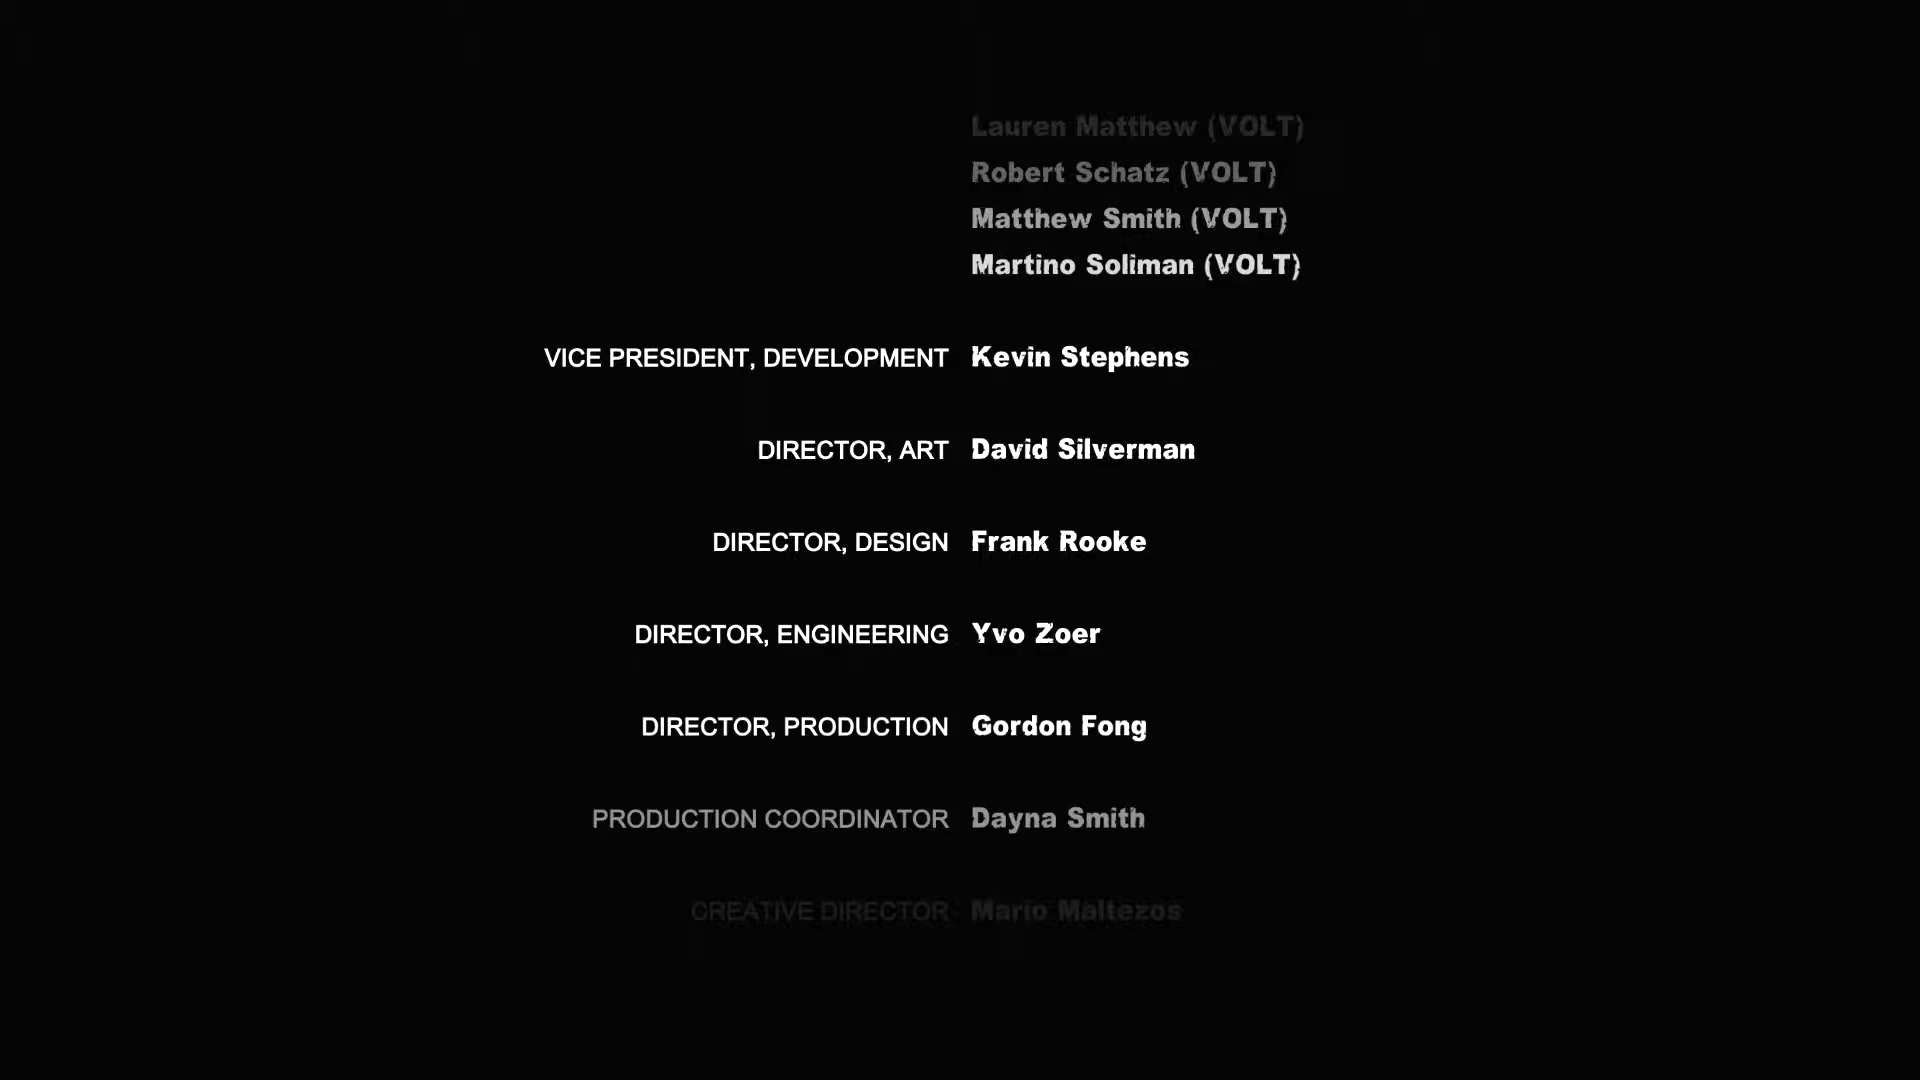 Lauren Matthew (VOLT)
Robert Schatz (VOLT)
Matthew Smith (VOLT)
Martino Soliman (VOLT)
VICE PRESIDENT, DEVELOPMENT Kevin Stephens
DIRECTOR, ART David Silverman
DIRECTOR, DESIGN Frank Rooke
DIRECTOR, ENGINEERING Yvo Zoer
DIRECTOR, PRODUCTION Gordon Fong
PRODUCTION COORDINATOR Dayna Smith
CREATIVE DIRECTOR Mario Maltezos